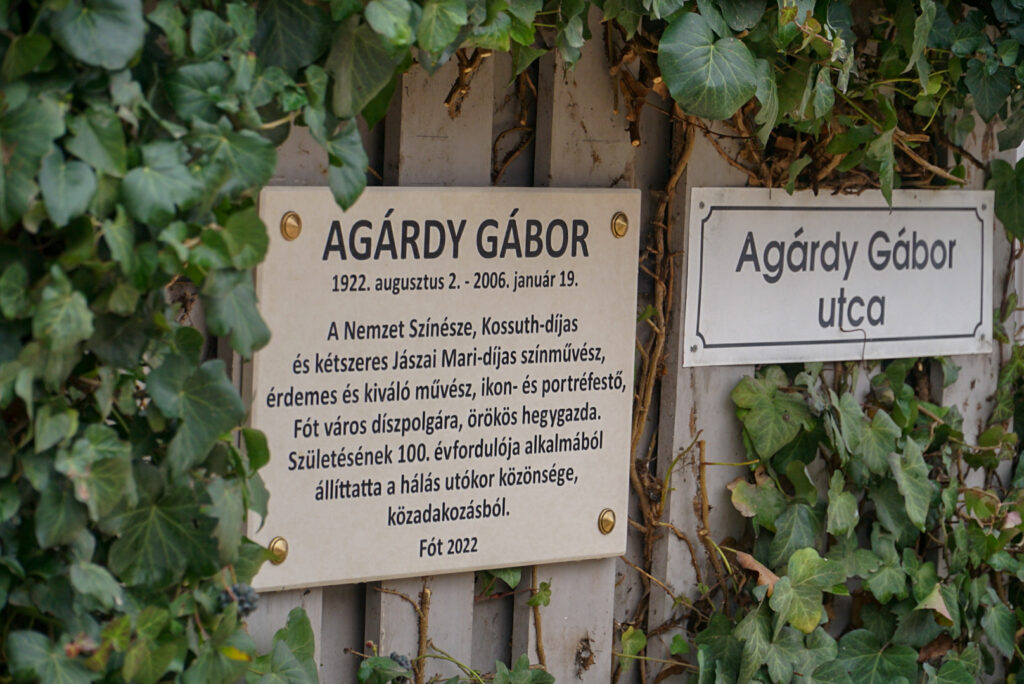 AGÁRDY GÁBOR
1922. augusztus 2. - 2006. január 19.
A Nemzet Színésze, Kossuth-díjas
és kétszeres Jászai Mari-díjas színművész,
érdemes és kiváló művész, ikon- és portréfestő,
Fót város díszpolgára, örökös hegygazda.
Születésének 100. évfordulója alkalmából
állíttatta a hálás utókor közönsége,
közadakozásból.
Fót 2022
Agárdy Gábor
utca